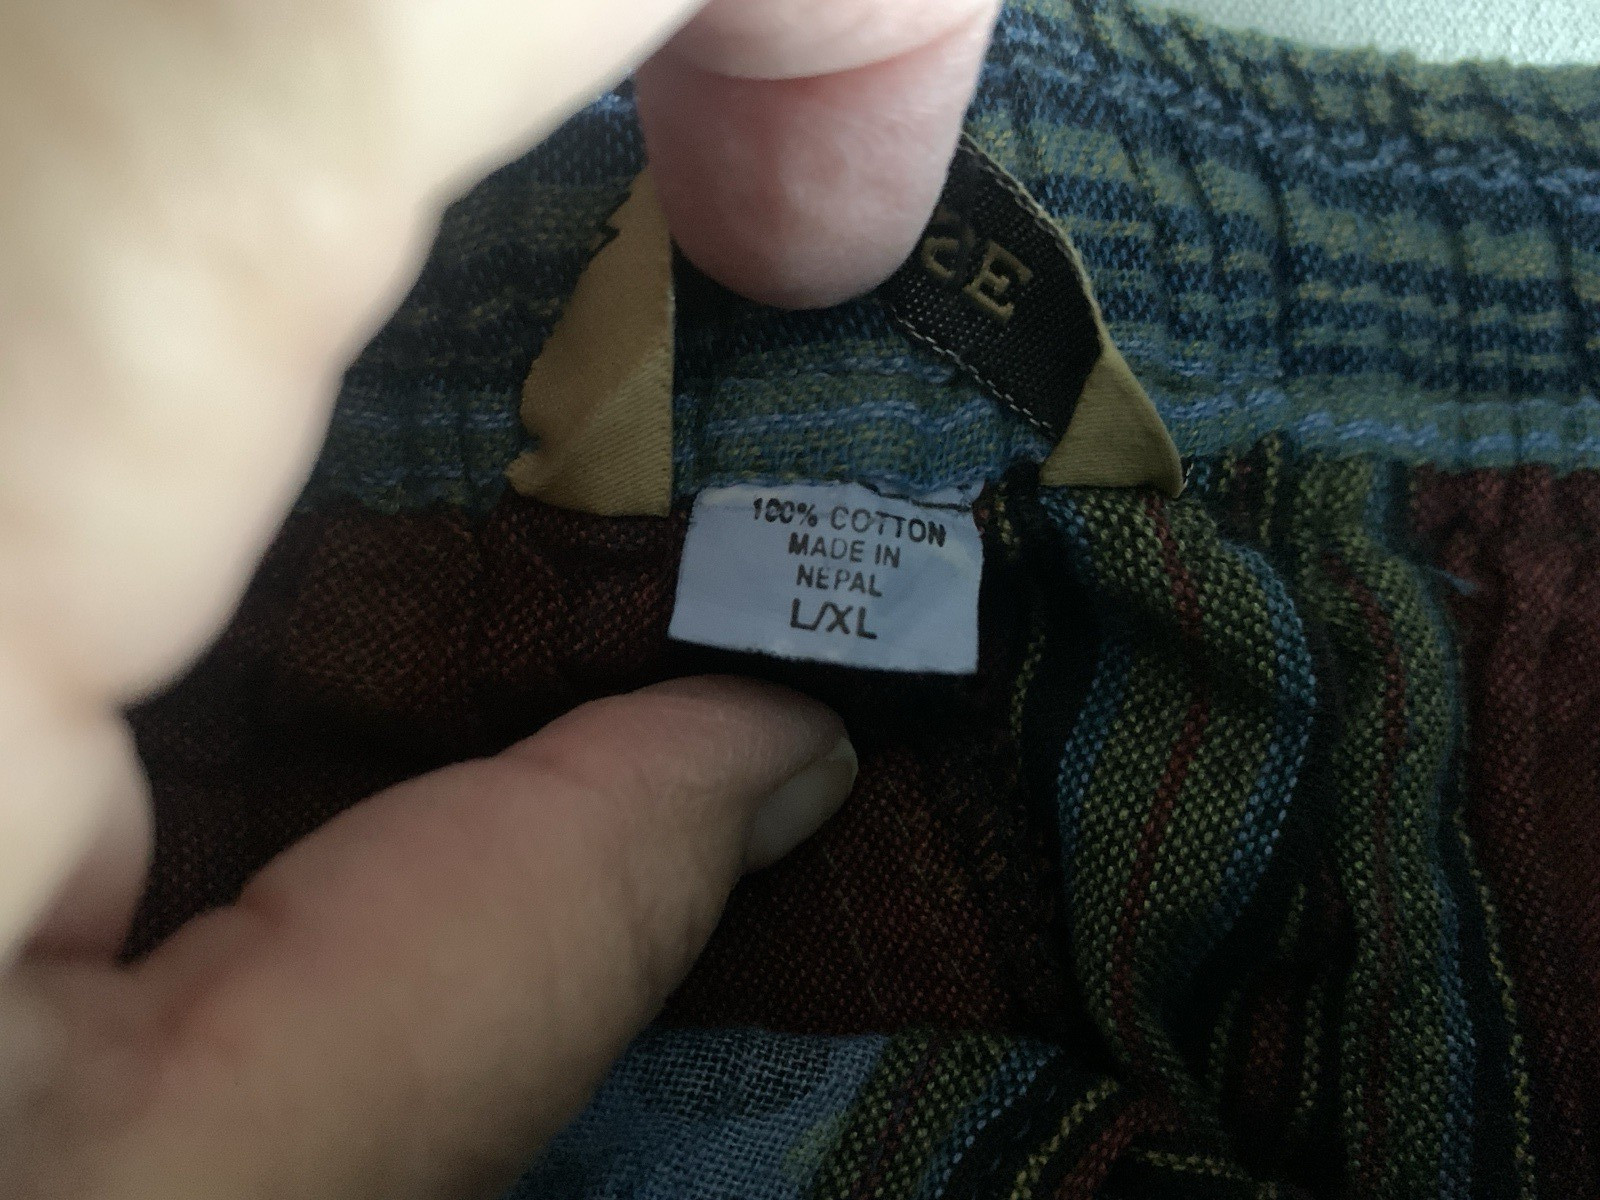 100% COTTON
MADE IN
NEPAL
L/XL